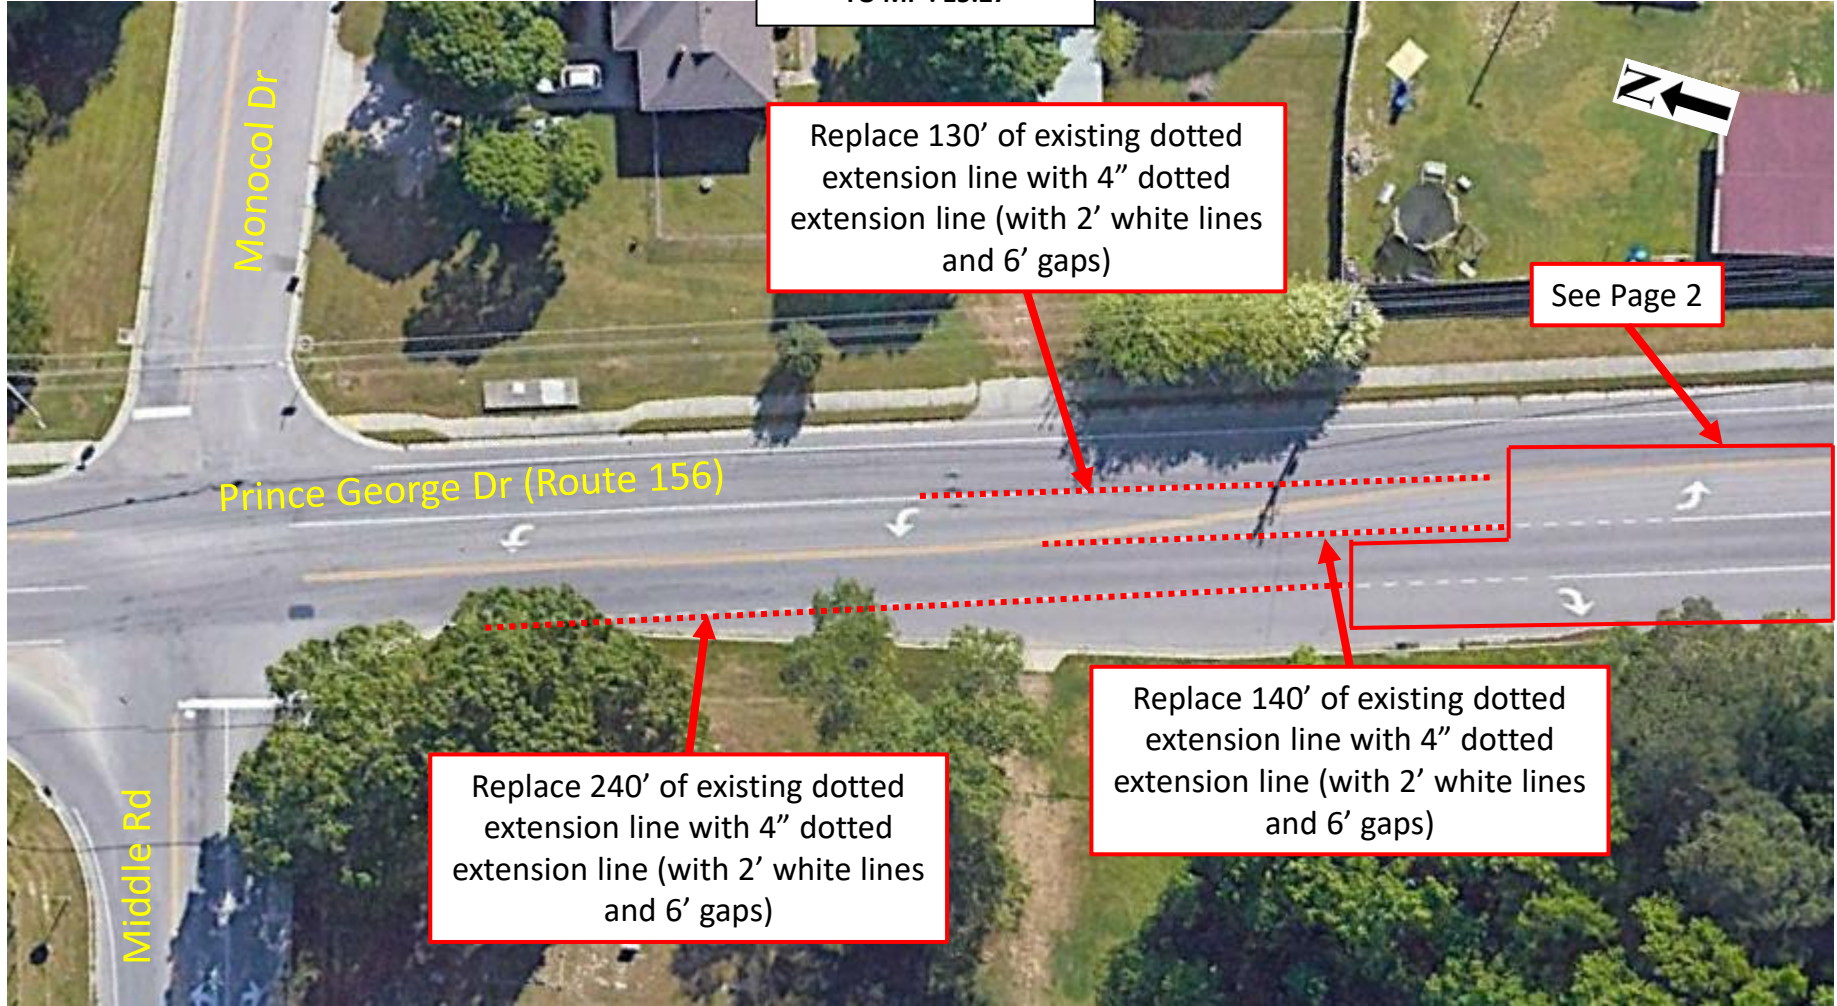 Monocol Dr
Replace 130’ of existing dotted
extension line with 4” dotted
extension line (with 2’ white lines
and 6’ gaps)
N
See Page 2
Prince George Dr (Route 156)
Replace 240’ of existing dotted
extension line with 4” dotted
extension line (with 2’ white lines
and 6’ gaps)
Replace 140’ of existing dotted
extension line with 4” dotted
extension line (with 2’ white lines
and 6’ gaps)
Middle Rd